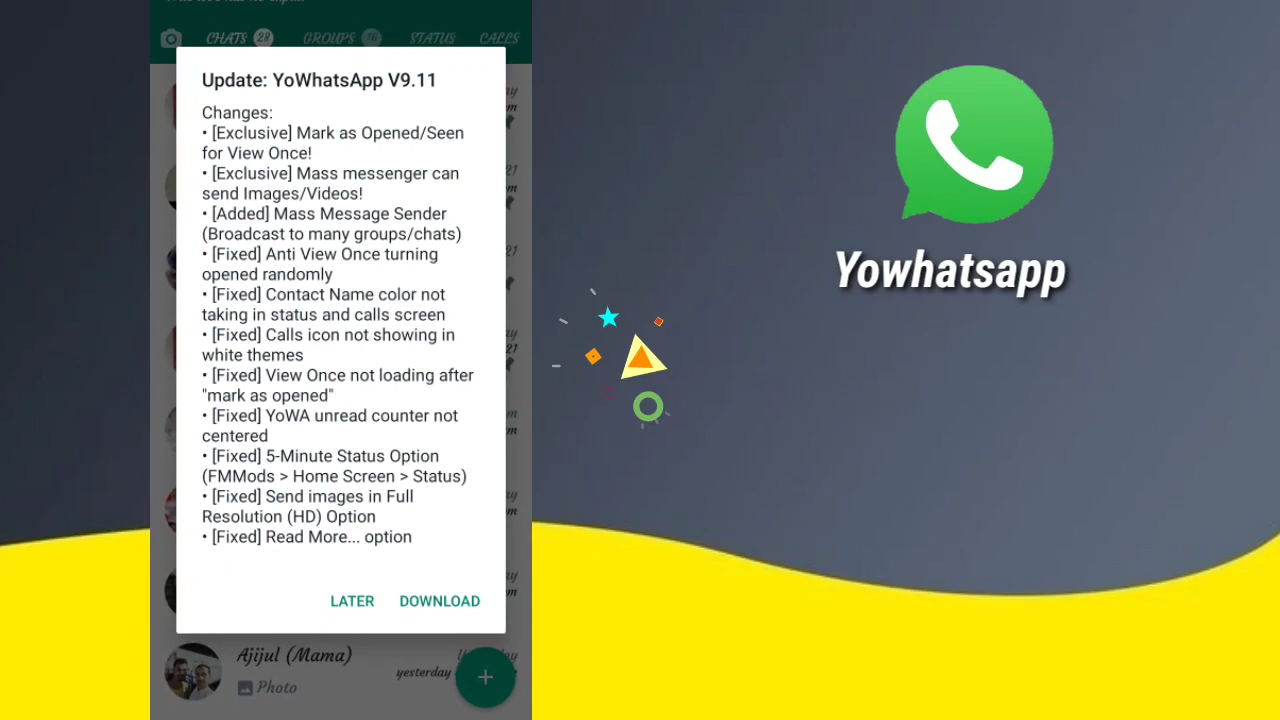 CHATS 28 GROUPS 16 STATUS CALLS
Update: YoWhatsApp V9.11
Changes:
• [Exclusive] Mark as Opened/Seen
for View Once!
• [Exclusive] Mass messenger can
send Images/Videos!
• [Added] Mass Message Sender
(Broadcast to many groups/chats)
• [Fixed] Anti View Once turning
opened randomly
• [Fixed] Contact Name color not
taking in status and calls screen
• [Fixed] Calls icon not showing in
white themes
• [Fixed] View Once not loading after
"mark as opened"
• [Fixed] YoWA unread counter not
centered
• [Fixed] 5-Minute Status Option
(FMMods > Home Screen > Status)
• [Fixed] Send images in Full
Resolution (HD) Option
• [Fixed] Read More... option
LATER DOWNLOAD
Ajijul (Mama)
yesterday
Photo
Yowhatsapp